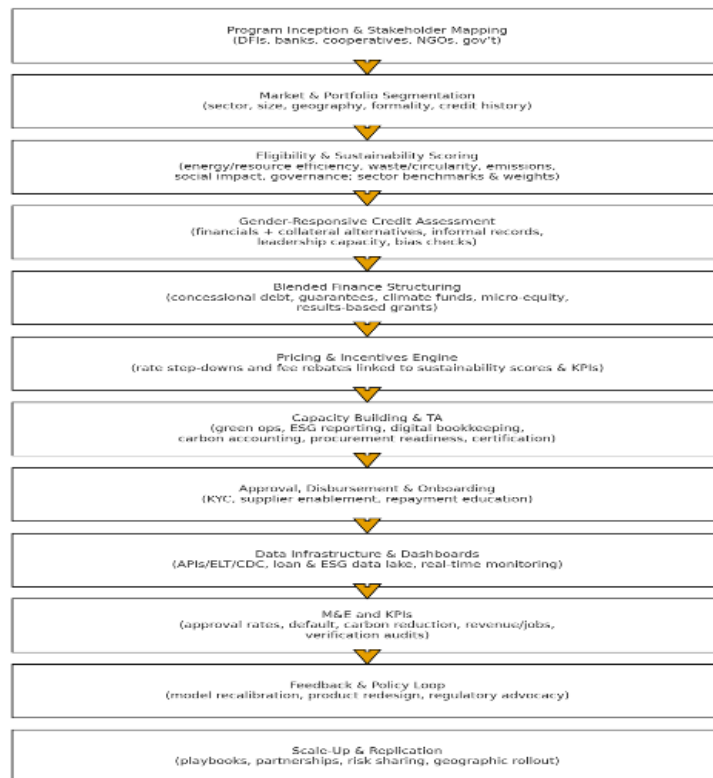 Program Inception & Stakeholder Mapping
(DFIs, banks, cooperatives, NGOs, gov't)
Market & Portfolio Segmentation
(sector, size, geography, formality, credit history)
Eligibility & Sustainability Scoring
(energy/resource efficiency, waste/circularity, emissions,
social impact, governance; sector benchmarks & weights)
Gender-Responsive Credit Assessment
(financials + collateral alternatives, informal records,
leadership capacity, bias checks)
Blended Finance Structuring
(concessional debt, guarantees, climate funds, micro-equity,
results-based grants)
Pricing & Incentives Engine
(rate step-downs and fee rebates linked to sustainability scores & KPIs)
Capacity Building & TA
(green ops, ESG reporting, digital bookkeeping,
carbon accounting, procurement readiness, certification)
Approval, Disbursement & Onboarding
(KYC, supplier enablement, repayment education)
Data Infrastructure & Dashboards
(APIs/ELT/CDC, loan & ESG data lake, real-time monitoring)
M&E and KPIs
(approval rates, default, carbon reduction, revenue/jobs,
verification audits)
Feedback & Policy Loop
(model recalibration, product redesign, regulatory advocacy)
Scale-Up & Replication
(playbooks, partnerships, risk sharing, geographic rollout)